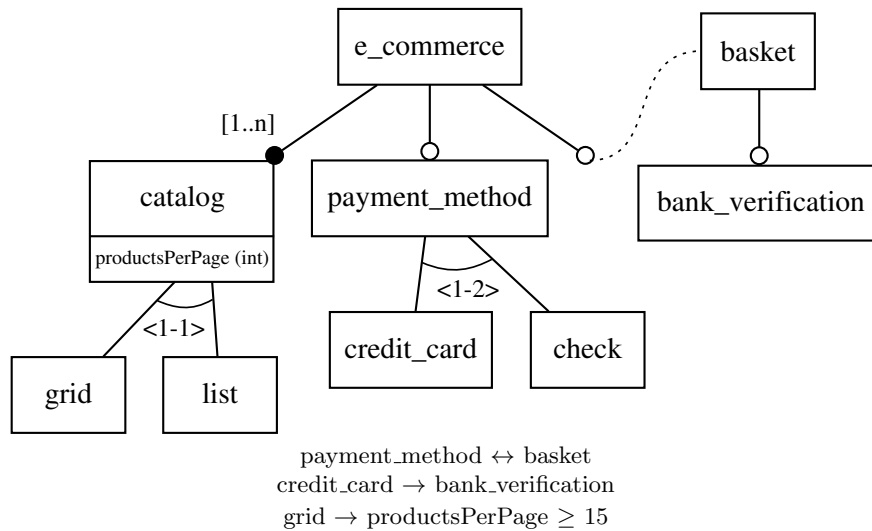 e_commerce
basket
[1..n]
catalog
payment_method
bank_verification
productsPerPage (int)
<1-1>
<1-2>
grid
list
credit_card
check
payment_method ↔ basket
credit_card → bank_verification
grid → productsPerPage ≥ 15